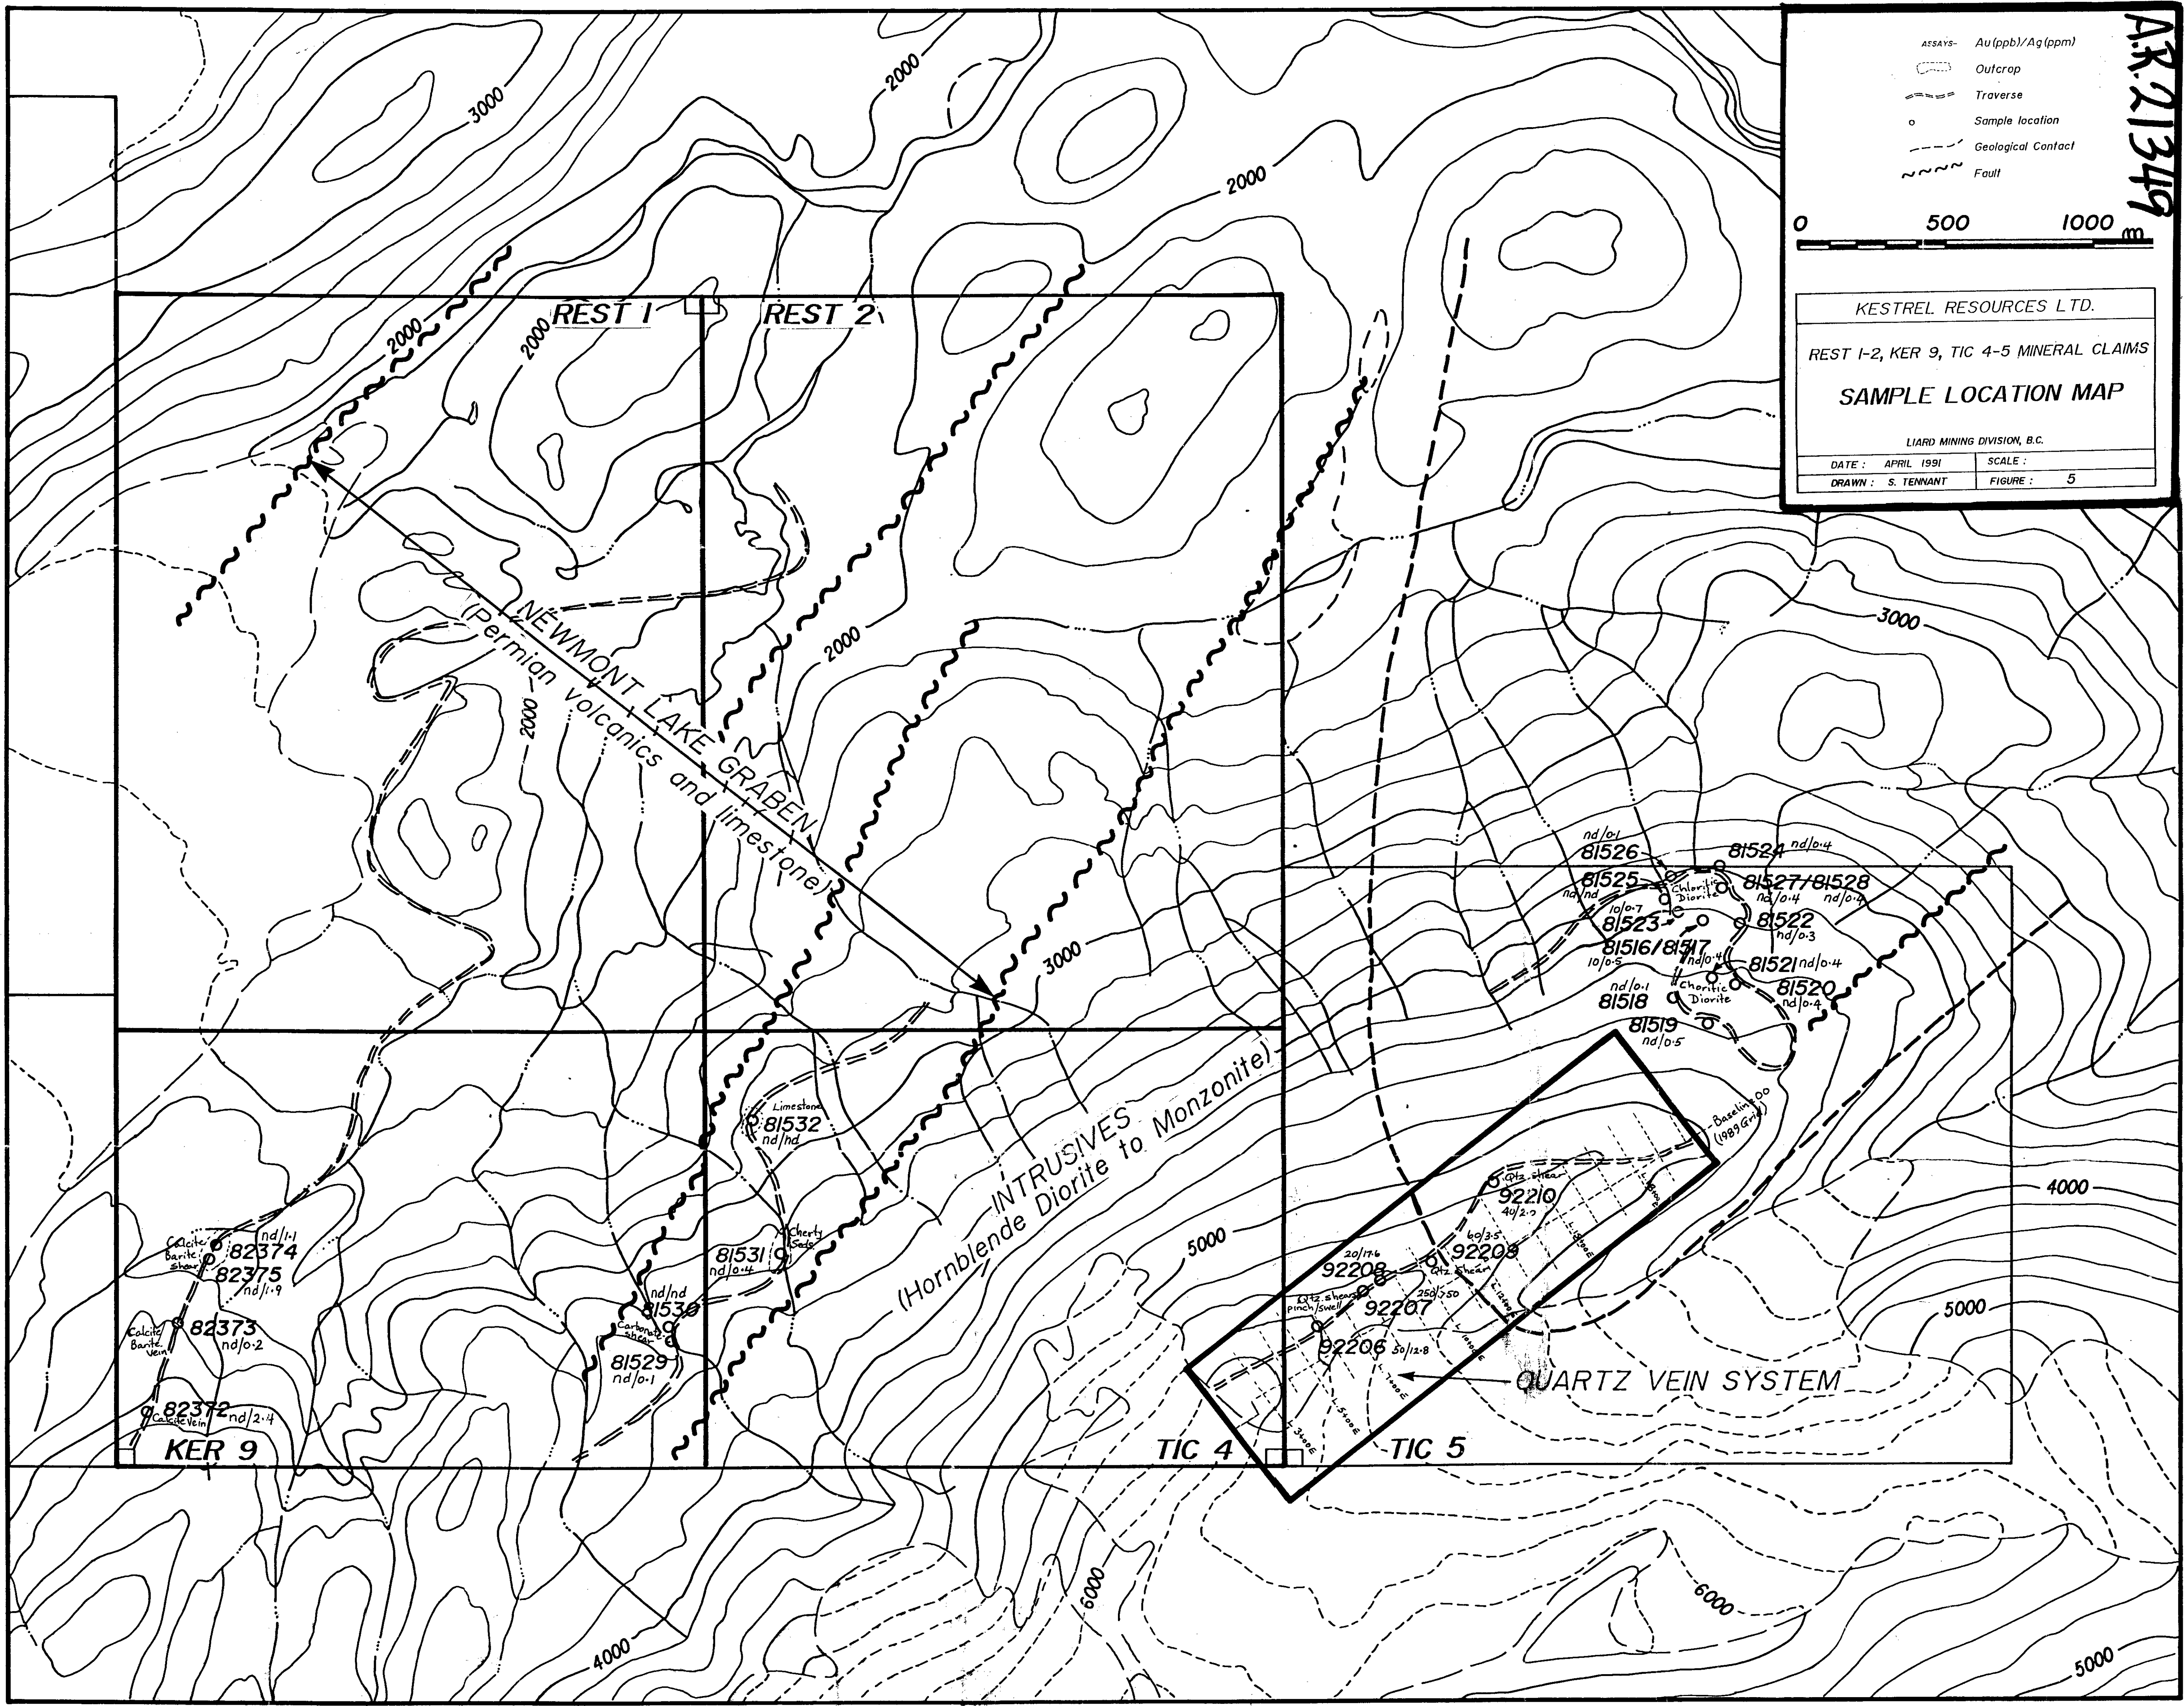 A.R. 21349
ASSAYS- Au(ppb)/Ag(ppm)
Outcrop
Traverse
Sample location
Geological Contact
Fault
0 500 1000 m
KESTREL RESOURCES LTD.
REST 1-2, KER 9, TIC 4-5 MINERAL CLAIMS
SAMPLE LOCATION MAP
LIARD MINING DIVISION, B.C.
DATE : APRIL 1991
SCALE :
DRAWN : S. TENNANT
FIGURE : 5
3000
2000
2000
REST 1
REST 2
2000
2000
2000
2000
3000
NEWMONT LAKE GRABEN
(Permian volcanics and limestone)
3000
nd/0.1
81526
81524 nd/0.4
81525
nd/nd
Chloritic
Diorite
81527/81528
nd/0.4 nd/0.4
10/0.7
81523
81522
nd/0.3
81516/81517
10/0.5 nd/0.4
81521 nd/0.4
nd/0.1
81518
Choritic
Diorite
81520
nd/0.4
81519
nd/0.5
Limestone
81532
nd/nd
INTRUSIVES
(Hornblende Diorite to Monzonite)
Baseline 00
(1989 Grid)
Qtz. shear
92210
40/2.0
4000
5000
Calcite
Barite
shear
nd/1.1
82374
82375
nd/1.9
Cherty
Seds
81531
nd/0.4
60/3.5
92209
Qtz shear
20/17.6
92208
Qtz. shears
pinch/swell
250/>50
92207
92206 50/12.8
5000
82373
nd/0.2
Calcite
Barite
vein
nd/nd
81530
Carbonate
shear
81529
nd/0.1
QUARTZ VEIN SYSTEM
L 3400E
L 5400E
82372 nd/2.4
Calcite vein
KER 9
TIC 4
TIC 5
4000
6000
6000
5000